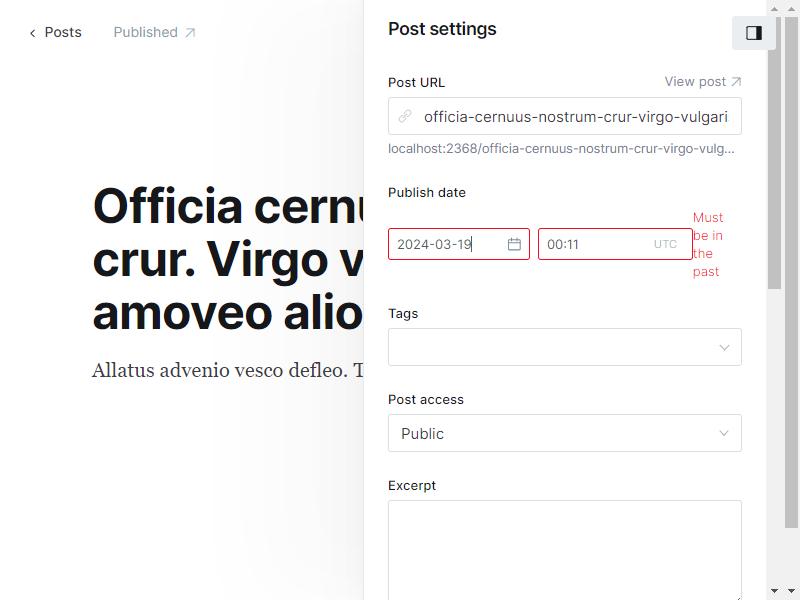 Posts
Published
Post settings
Post URL
View post
officia-cernuus-nostrum-crur-virgo-vulgari
localhost:2368/officia-cernuus-nostrum-crur-virgo-vulg...
Publish date
2024-03-19
00:11
UTC
Must
be in
the
past
Officia cernu
crur. Virgo v
amoveo alio
Allatus advenio vesco defleo. T
Tags
Post access
Public
Excerpt